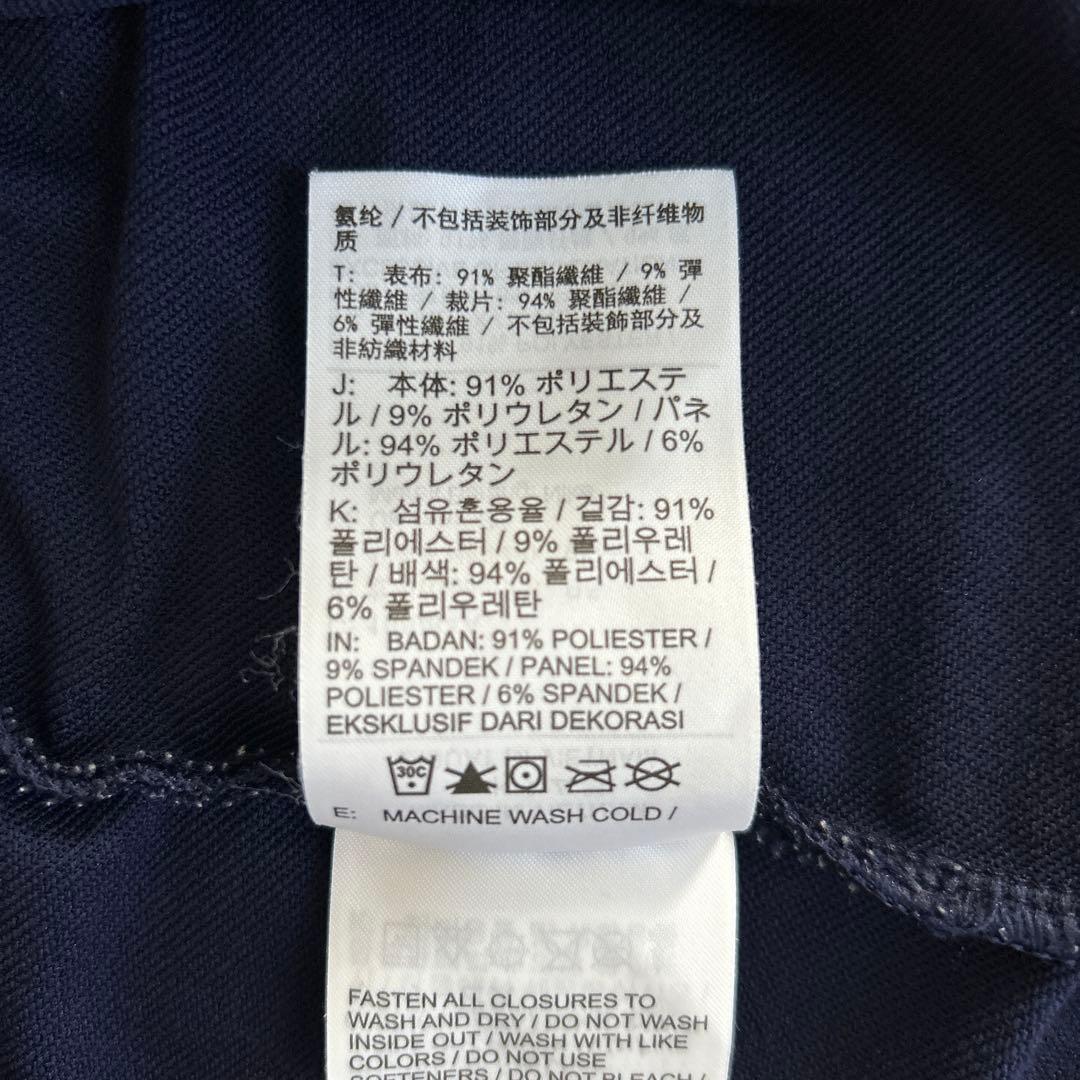 氨纶 / 不包括装饰部分及非纤维物
质
T: 表布: 91% 聚酯纖維 / 9% 彈
性纖維 / 裁片: 94% 聚酯纖維 /
6% 彈性纖維 / 不包括裝飾部分及
非紡織材料
J: 本体: 91% ポリエステ
ル / 9% ポリウレタン / パネ
ル: 94% ポリエステル / 6%
ポリウレタン
K: 섬유혼용율 / 겉감: 91%
폴리에스터 / 9% 폴리우레
탄 / 배색: 94% 폴리에스터 /
6% 폴리우레탄
IN: BADAN: 91% POLIESTER /
9% SPANDEK / PANEL: 94%
POLIESTER / 6% SPANDEK /
EKSKLUSIF DARI DEKORASI
30C
E: MACHINE WASH COLD /
FASTEN ALL CLOSURES TO
WASH AND DRY / DO NOT WASH
INSIDE OUT / WASH WITH LIKE
COLORS / DO NOT USE
SOFTENERS / DO NOT BLEACH /